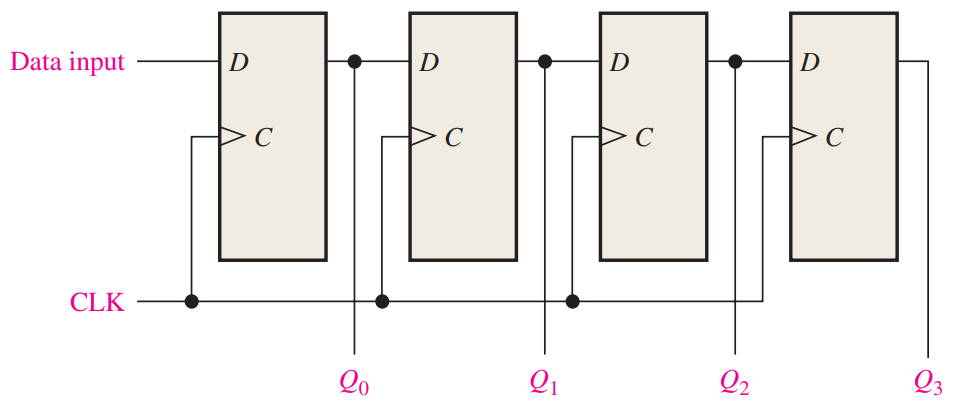 Data input D D D D
C C C C
CLK
Q0 Q1 Q2 Q3